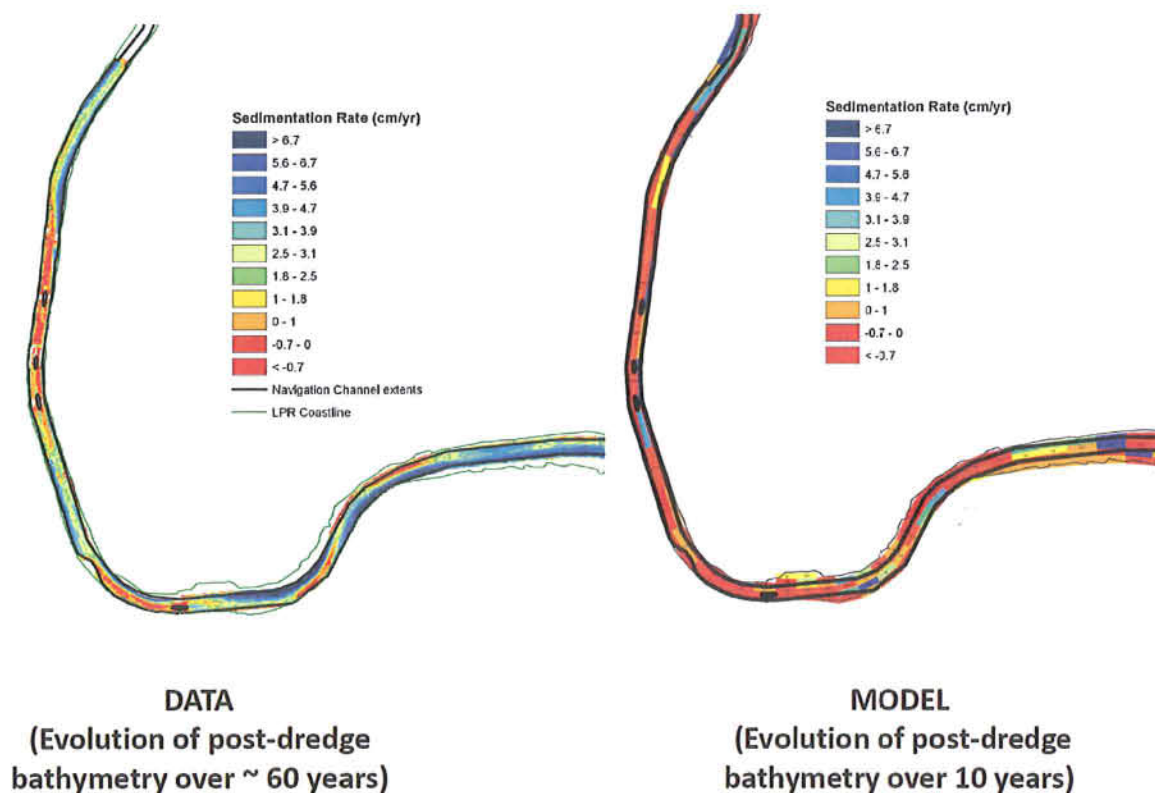 Sedimentation Rate (cm/yr)
> 6.7
5.6 - 6.7
4.7 - 5.6
3.9 - 4.7
3.1 - 3.9
2.5 - 3.1
1.8 - 2.5
1 - 1.8
0 - 1
-0.7 - 0
< -0.7
Navigation Channel extents
LPR Coastline
Sedimentation Rate (cm/yr)
> 6.7
5.6 - 6.7
4.7 - 5.6
3.9 - 4.7
3.1 - 3.9
2.5 - 3.1
1.8 - 2.5
1 - 1.8
0 - 1
-0.7 - 0
< -0.7
DATA
(Evolution of post-dredge
bathymetry over ~ 60 years)
MODEL
(Evolution of post-dredge
bathymetry over 10 years)